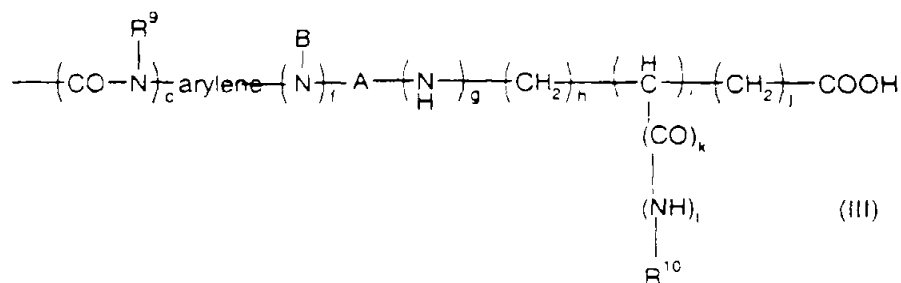 R⁹
B
—(CO—N)c arylene—(N)f—A—(N)g—(CH₂)h—(C)i—(CH₂)j—COOH
H H
(CO)k
(NH)l (III)
R¹⁰